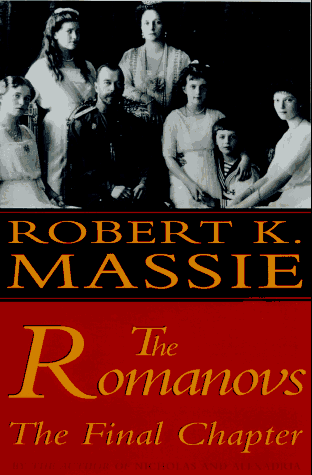 ROBERT K.
MASSIE
The
Romanovs
The Final Chapter